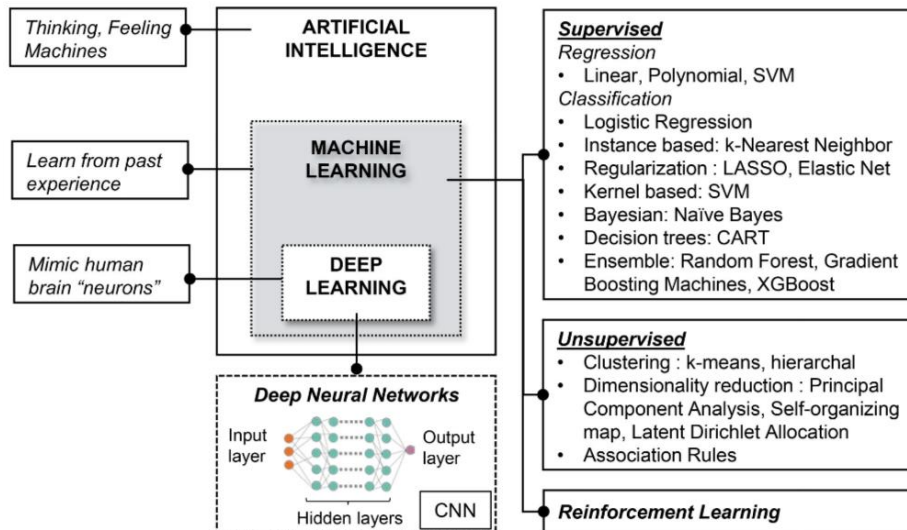 Thinking, Feeling
Machines
Learn from past
experience
Mimic human
brain “neurons”
ARTIFICIAL
INTELLIGENCE
MACHINE
LEARNING
DEEP
LEARNING
Deep Neural Networks
Input
layer
Output
layer
Hidden layers
CNN
Supervised
Regression
• Linear, Polynomial, SVM
Classification
• Logistic Regression
• Instance based: k-Nearest Neighbor
• Regularization : LASSO, Elastic Net
• Kernel based: SVM
• Bayesian: Naïve Bayes
• Decision trees: CART
• Ensemble: Random Forest, Gradient
Boosting Machines, XGBoost
Unsupervised
• Clustering : k-means, hierarchal
• Dimensionality reduction : Principal
Component Analysis, Self-organizing
map, Latent Dirichlet Allocation
• Association Rules
Reinforcement Learning